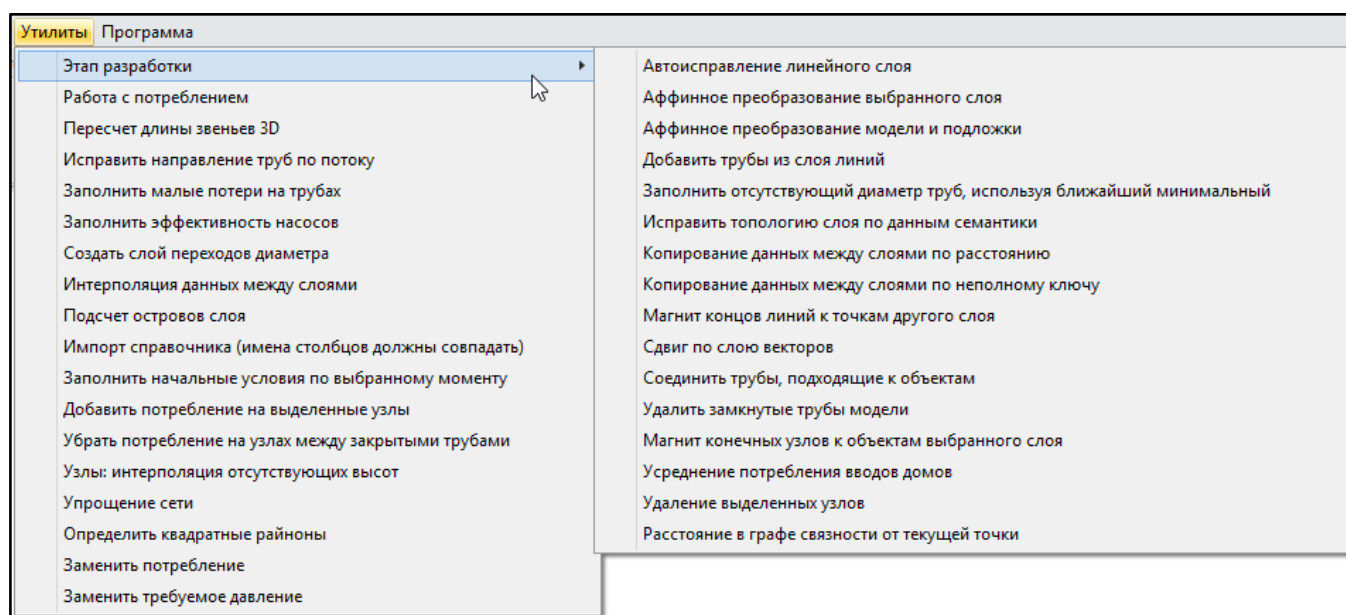 Утилиты Программа
Этап разработки
Работа с потреблением
Пересчет длины звеньев 3D
Исправить направление труб по потоку
Заполнить малые потери на трубах
Заполнить эффективность насосов
Создать слой переходов диаметра
Интерполяция данных между слоями
Подсчет островов слоя
Импорт справочника (имена столбцов должны совпадать)
Заполнить начальные условия по выбранному моменту
Добавить потребление на выделенные узлы
Убрать потребление на узлах между закрытыми трубами
Узлы: интерполяция отсутствующих высот
Упрощение сети
Определить квадратные райноны
Заменить потребление
Заменить требуемое давление
Автоисправление линейного слоя
Аффинное преобразование выбранного слоя
Аффинное преобразование модели и подложки
Добавить трубы из слоя линий
Заполнить отсутствующий диаметр труб, используя ближайший минимальный
Исправить топологию слоя по данным семантики
Копирование данных между слоями по расстоянию
Копирование данных между слоями по неполному ключу
Магнит концов линий к точкам другого слоя
Сдвиг по слою векторов
Соединить трубы, подходящие к объектам
Удалить замкнутые трубы модели
Магнит конечных узлов к объектам выбранного слоя
Усреднение потребления вводов домов
Удаление выделенных узлов
Расстояние в графе связности от текущей точки